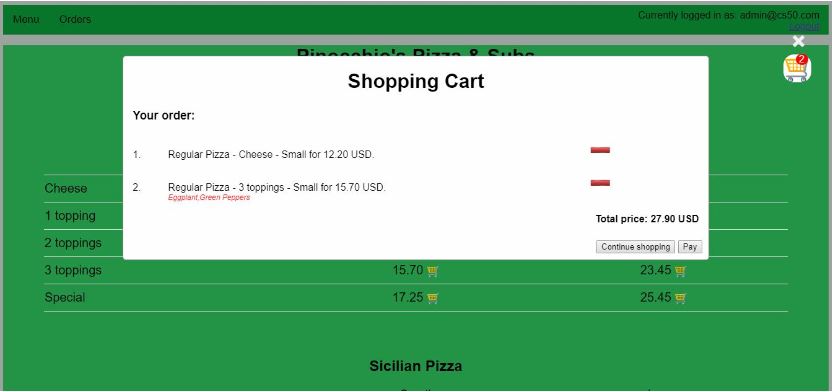 Menu Orders
Currently logged in as: admin@cs50.com
Logout
Pinocchio's Pizza & Subs
2
Shopping Cart
Your order:
1. Regular Pizza - Cheese - Small for 12.20 USD.
2. Regular Pizza - 3 toppings - Small for 15.70 USD.
Eggplant,Green Peppers
Total price: 27.90 USD
Continue shopping Pay
Cheese
1 topping
2 toppings
3 toppings 15.70 23.45
Special 17.25 25.45
Sicilian Pizza